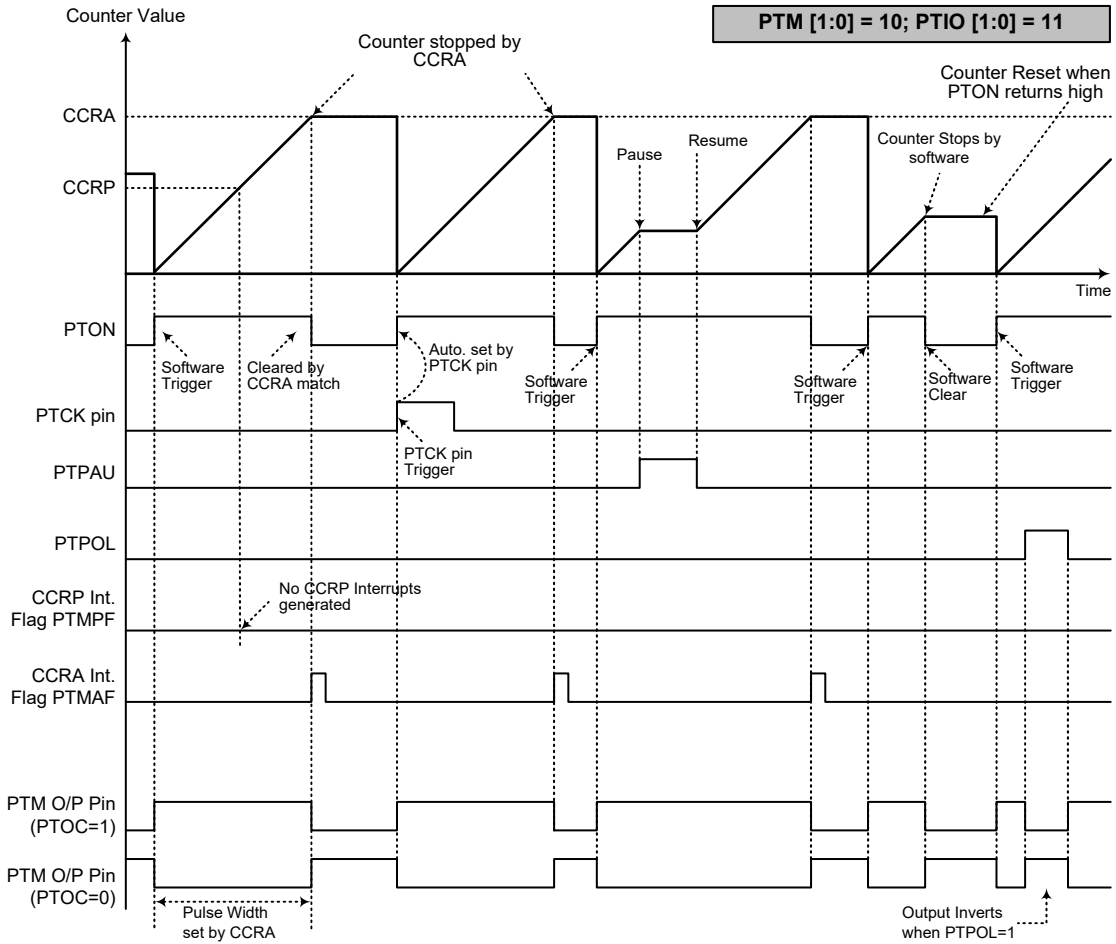 Counter Value
PTM [1:0] = 10; PTIO [1:0] = 11
Counter stopped by
CCRA
Counter Reset when
PTON returns high
CCRA
Pause
Resume
Counter Stops by
software
CCRP
Time
PTON
Software
Trigger
Cleared by
CCRA match
Auto. set by
PTCK pin
Software
Trigger
Software
Trigger
Software
Clear
Software
Trigger
PTCK pin
PTCK pin
Trigger
PTPAU
PTPOL
CCRP Int.
Flag PTMPF
No CCRP Interrupts
generated
CCRA Int.
Flag PTMAF
PTM O/P Pin
(PTOC=1)
PTM O/P Pin
(PTOC=0)
Pulse Width
set by CCRA
Output Inverts
when PTPOL=1